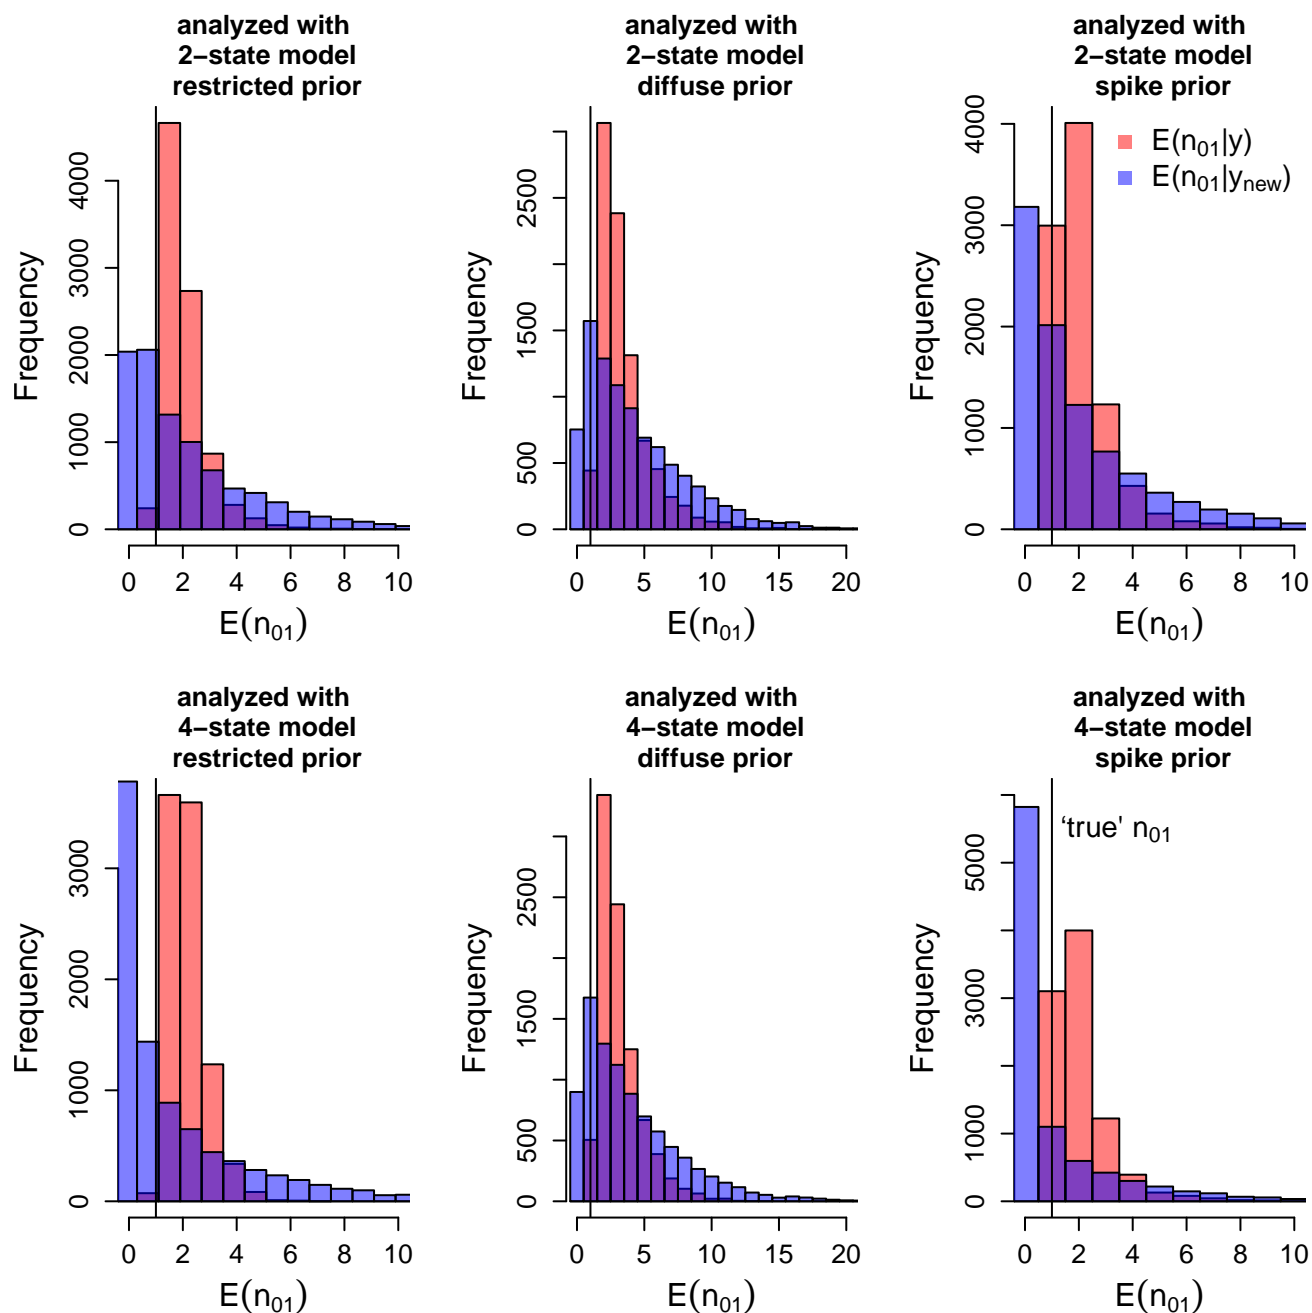 analyzed with
2−state model
restricted prior
Frequency
0 1000 2000 3000 4000
0 2 4 6 8 10
E(n01)
analyzed with
2−state model
diffuse prior
Frequency
0 500 1500 2500
0 5 10 15 20
E(n01)
analyzed with
2−state model
spike prior
Frequency
0 1000 2000 3000 4000
E(n01|y)
E(n01|ynew)
0 2 4 6 8 10
E(n01)
analyzed with
4−state model
restricted prior
Frequency
0 1000 2000 3000
0 2 4 6 8 10
E(n01)
analyzed with
4−state model
diffuse prior
Frequency
0 500 1500 2500
0 5 10 15 20
E(n01)
analyzed with
4−state model
spike prior
Frequency
0 1000 3000 5000
‘true' n01
0 2 4 6 8 10
E(n01)